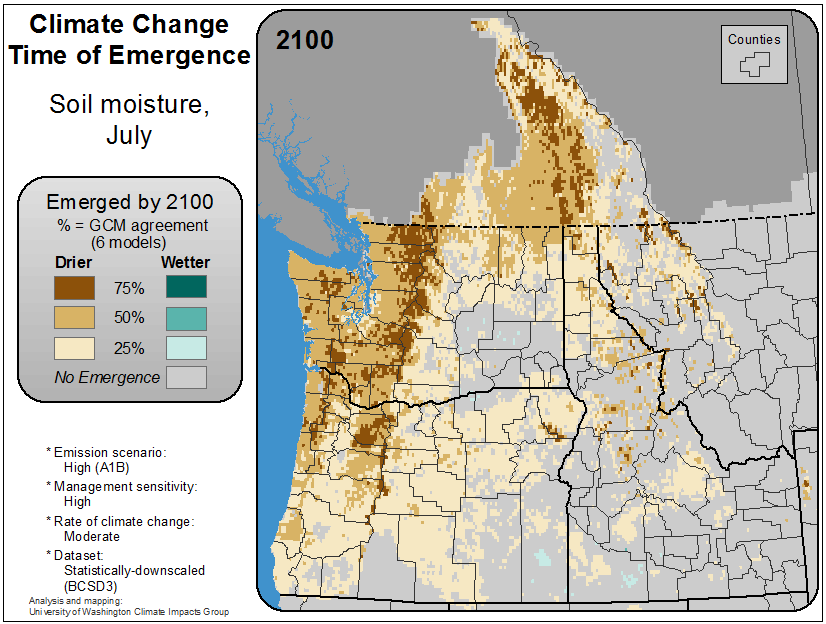 Climate Change
Time of Emergence
Soil moisture,
July
Emerged by 2100
% = GCM agreement
(6 models)
Drier Wetter
75%
50%
25%
No Emergence
* Emission scenario:
High (A1B)
* Management sensitivity:
High
* Rate of climate change:
Moderate
* Dataset:
Statistically-downscaled
(BCSD3)
Analysis and mapping:
University of Washington Climate Impacts Group
2100
Counties